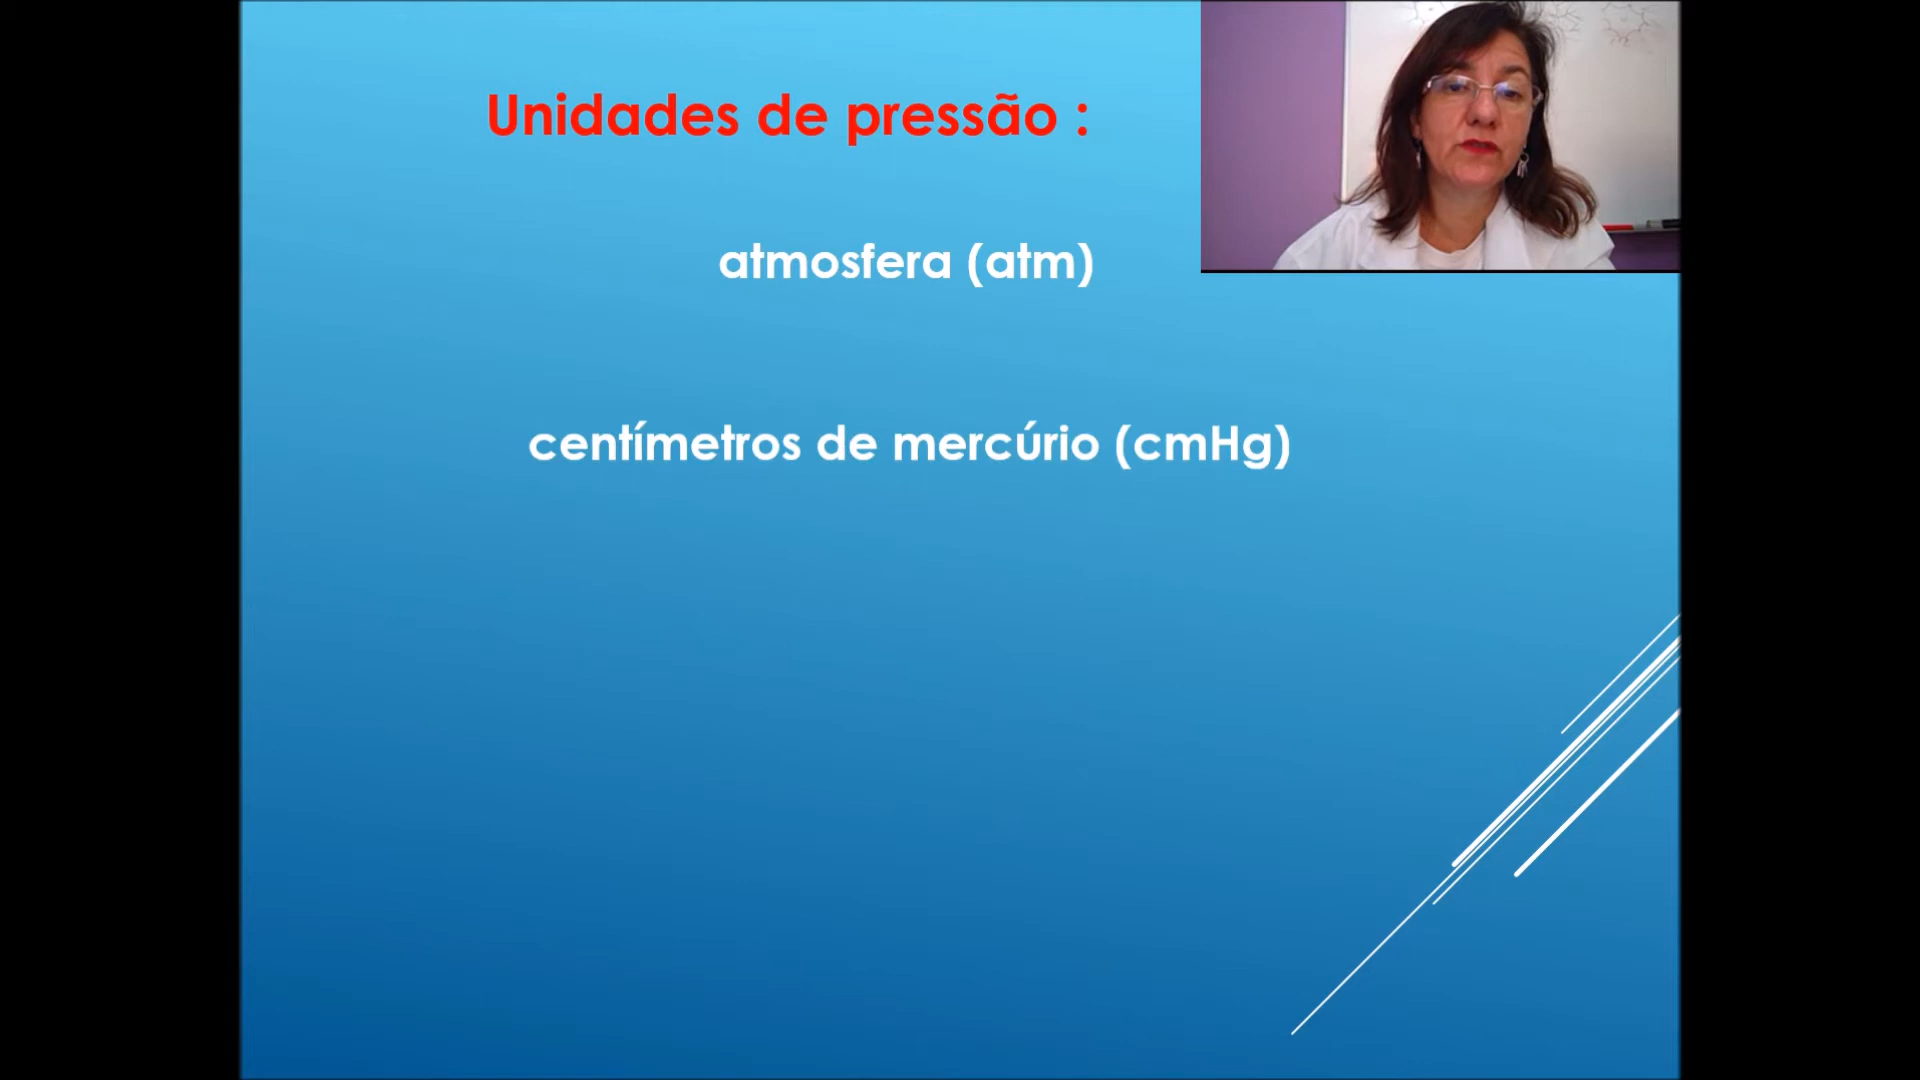 Unidades de pressão :
atmosfera (atm)
centímetros de mercúrio (cmHg)